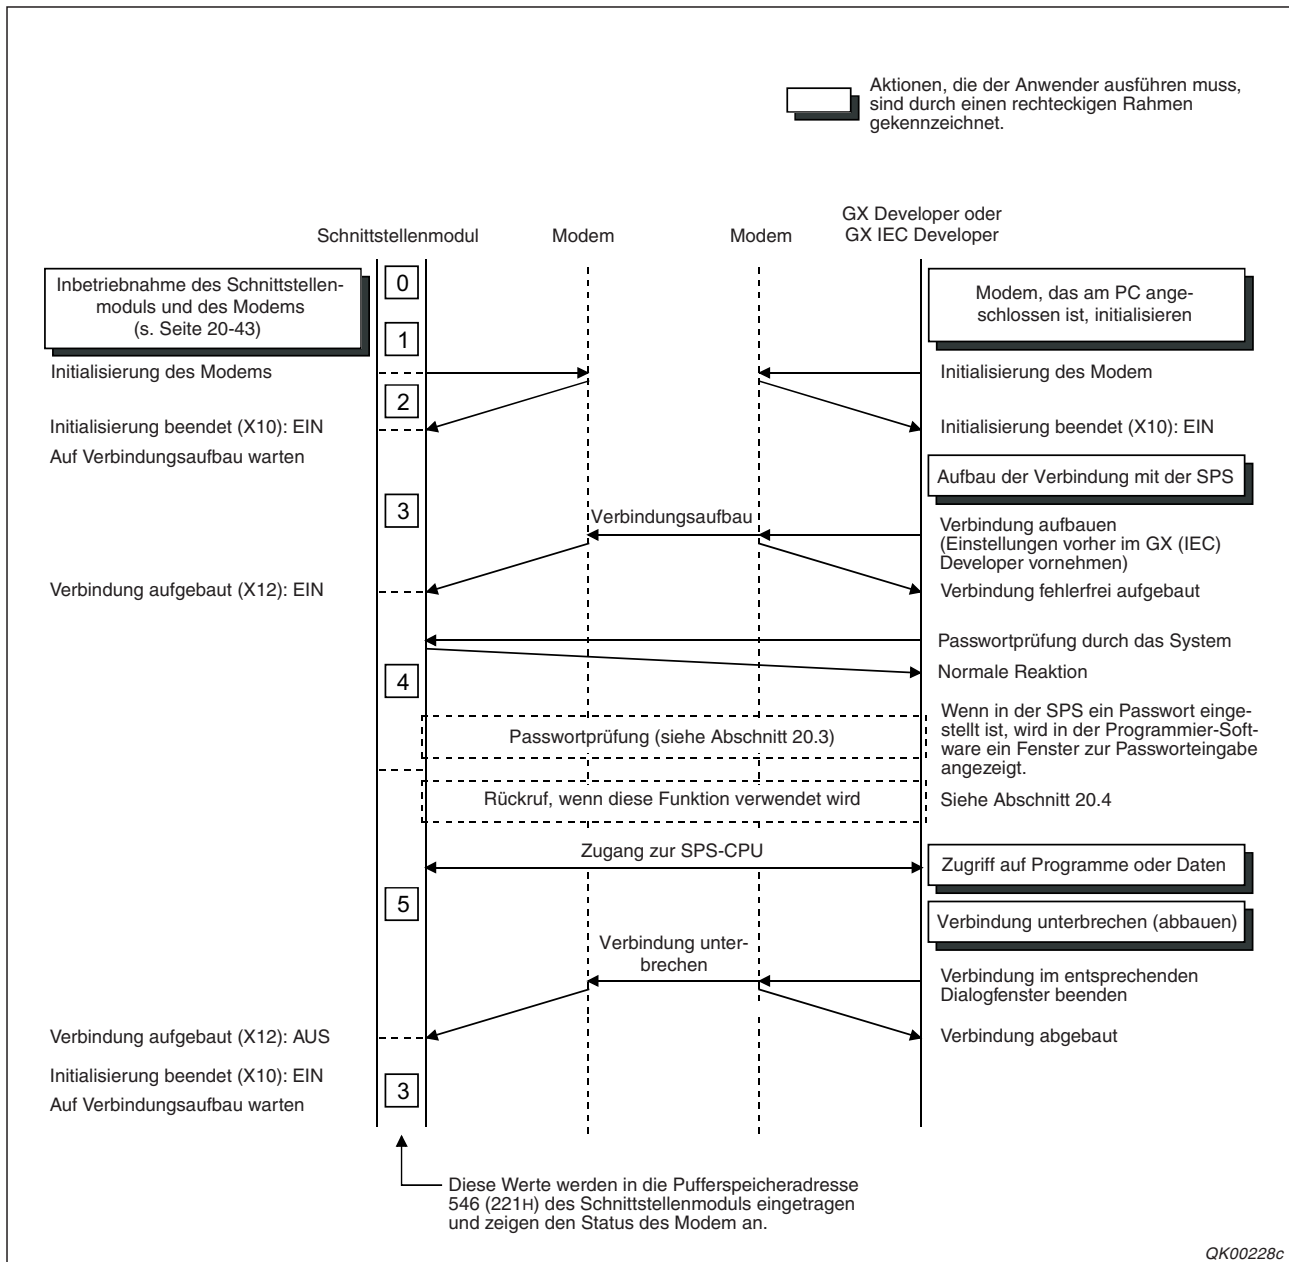 Aktionen, die der Anwender ausführen muss,
sind durch einen rechteckigen Rahmen
gekennzeichnet.
Schnittstellenmodul
Modem
Modem
GX Developer oder
GX IEC Developer
Inbetriebnahme des Schnittstellen-
moduls und des Modems
(s. Seite 20-43)
0
1
Modem, das am PC ange-
schlossen ist, initialisieren
Initialisierung des Modems
Initialisierung des Modem
2
Initialisierung beendet (X10): EIN
Initialisierung beendet (X10): EIN
Auf Verbindungsaufbau warten
Aufbau der Verbindung mit der SPS
3
Verbindungsaufbau
Verbindung aufbauen
(Einstellungen vorher im GX (IEC)
Developer vornehmen)
Verbindung aufgebaut (X12): EIN
Verbindung fehlerfrei aufgebaut
Passwortprüfung durch das System
4
Normale Reaktion
Passwortprüfung (siehe Abschnitt 20.3)
Wenn in der SPS ein Passwort einge-
stellt ist, wird in der Programmier-Soft-
ware ein Fenster zur Passworteingabe
angezeigt.
Rückruf, wenn diese Funktion verwendet wird
Siehe Abschnitt 20.4
Zugang zur SPS-CPU
Zugriff auf Programme oder Daten
5
Verbindung unterbrechen (abbauen)
Verbindung unter-
brechen
Verbindung im entsprechenden
Dialogfenster beenden
Verbindung aufgebaut (X12): AUS
Verbindung abgebaut
Initialisierung beendet (X10): EIN
3
Auf Verbindungsaufbau warten
Diese Werte werden in die Pufferspeicheradresse
546 (221H) des Schnittstellenmoduls eingetragen
und zeigen den Status des Modem an.
QK00228c